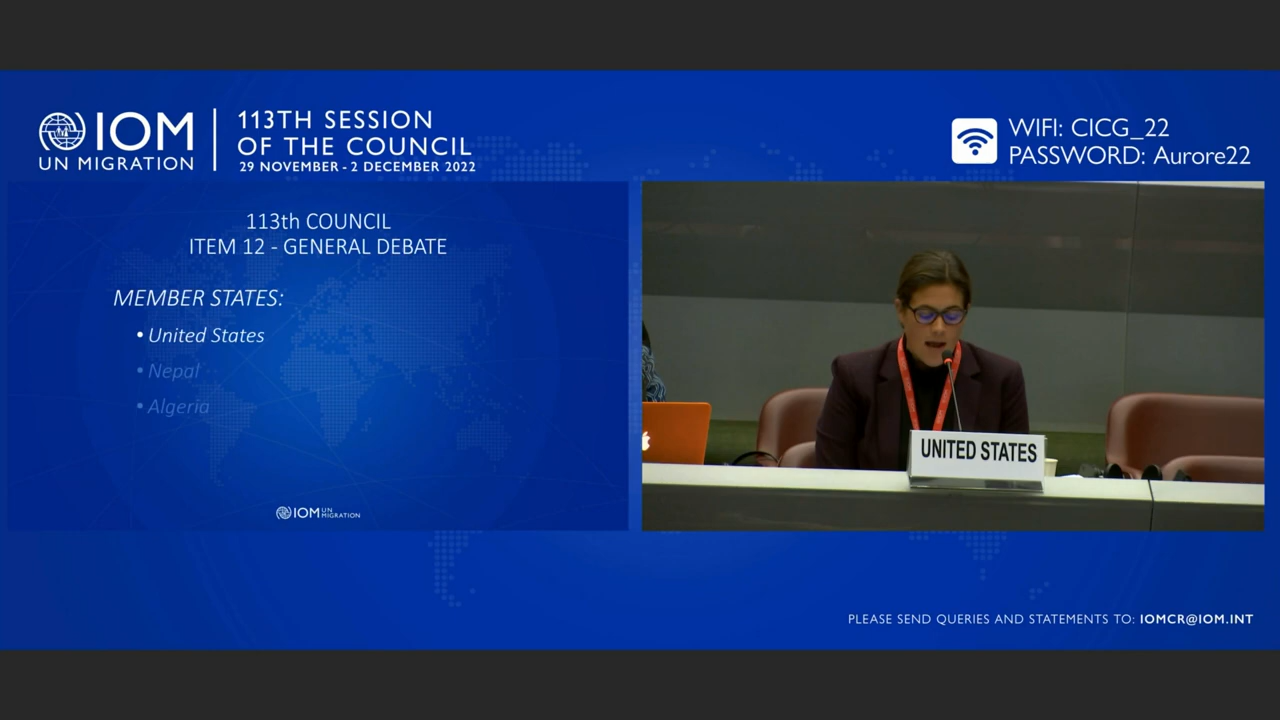 IOM
UN MIGRATION
113TH SESSION
OF THE COUNCIL
29 NOVEMBER - 2 DECEMBER 2022
WIFI: CICG_22
PASSWORD: Aurore22
113th COUNCIL
ITEM 12 - GENERAL DEBATE
MEMBER STATES:
• United States
• Nepal
• Algeria
IOM UN
MIGRATION
UNITED STATES
PLEASE SEND QUERIES AND STATEMENTS TO: IOMCR@IOM.INT